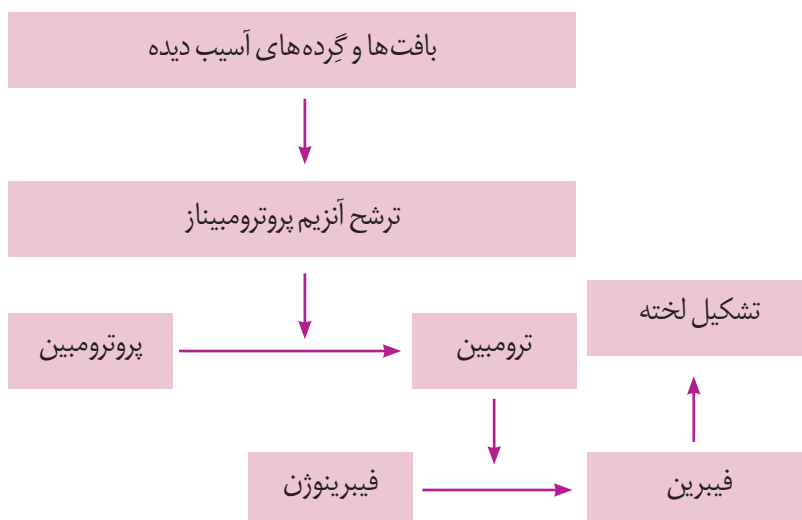 بافت‌ها و گِرده‌های آسیب دیده
ترشح آنزیم پروترومبیناز
پروترومبین
ترومبین
تشکیل لخته
فیبرینوژن
فیبرین